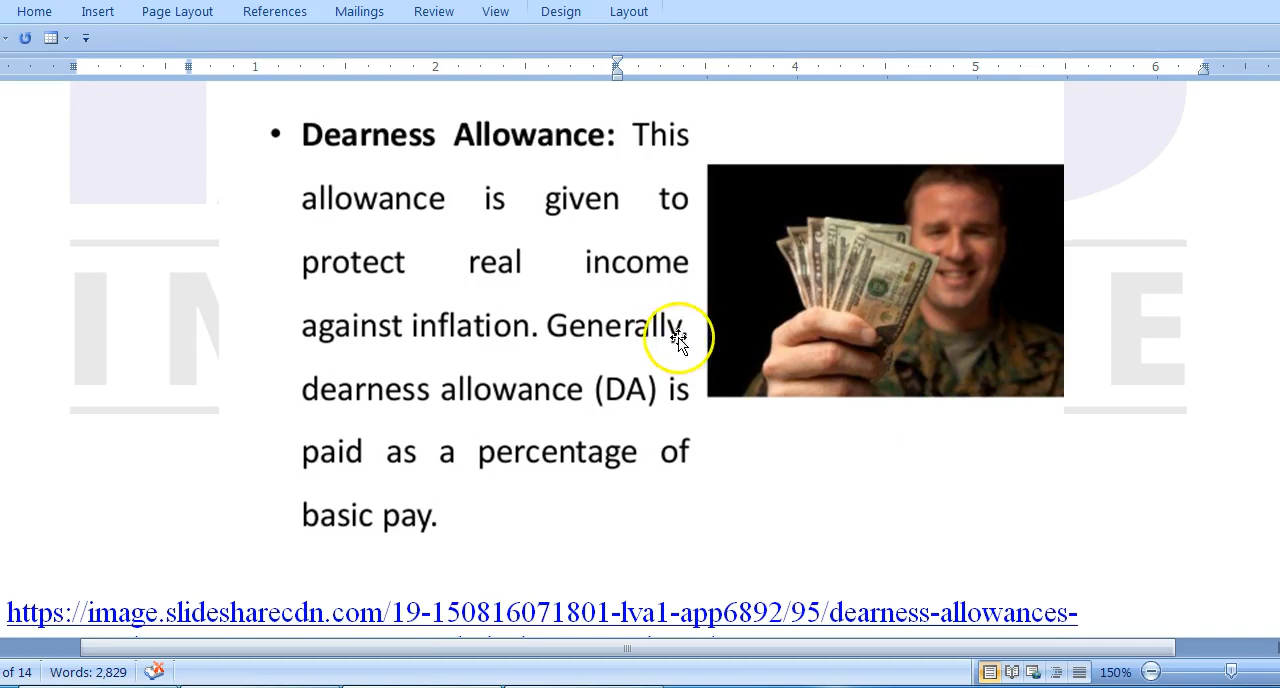 Home Insert Page Layout References Mailings Review View Design Layout
1 2 4 5 6
• Dearness Allowance: This
allowance is given to
protect real income
against inflation. Generally,
dearness allowance (DA) is
paid as a percentage of
basic pay.
https://image.slidesharecdn.com/19-150816071801-lva1-app6892/95/dearness-allowances-
of 14 Words: 2,829 150%